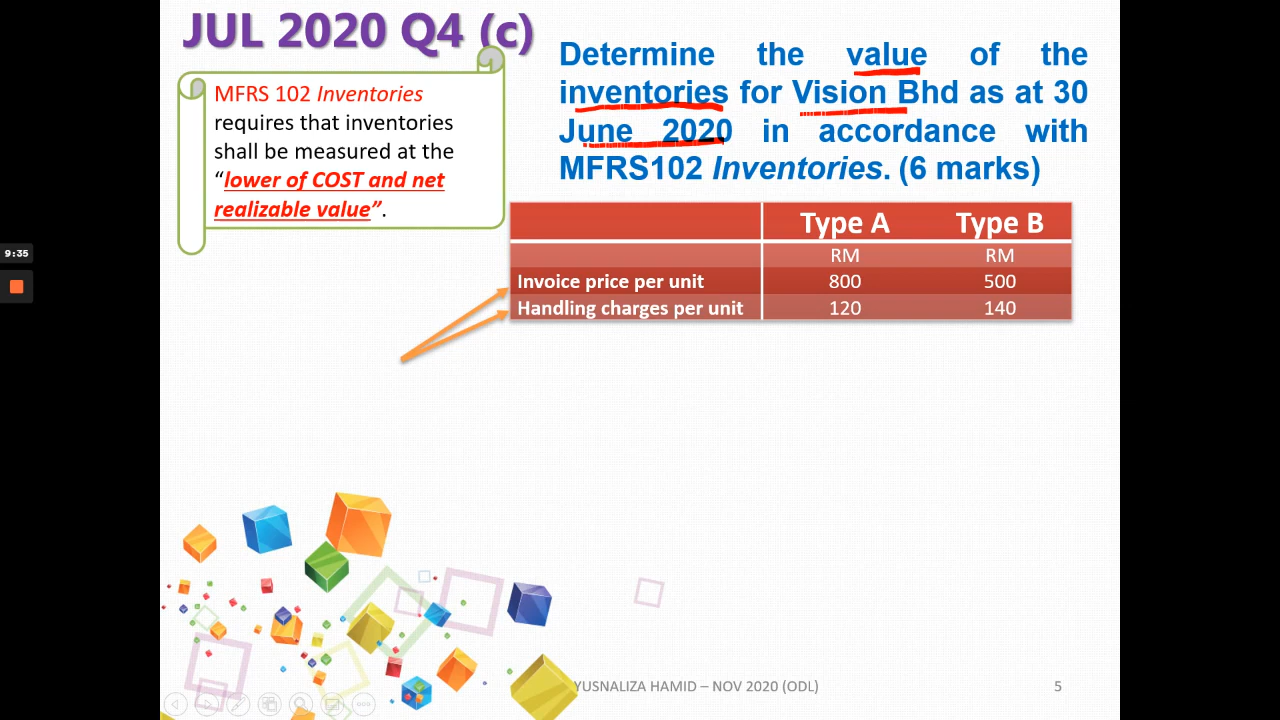 JUL 2020 Q4 (c)
MFRS 102 Inventories
requires that inventories
shall be measured at the
“lower of COST and net
realizable value”.
Determine the value of the
inventories for Vision Bhd as at 30
June 2020 in accordance with
MFRS102 Inventories. (6 marks)
Type A Type B
RM RM
Invoice price per unit 800 500
Handling charges per unit 120 140
9:35
YUSNALIZA HAMID – NOV 2020 (ODL)
5